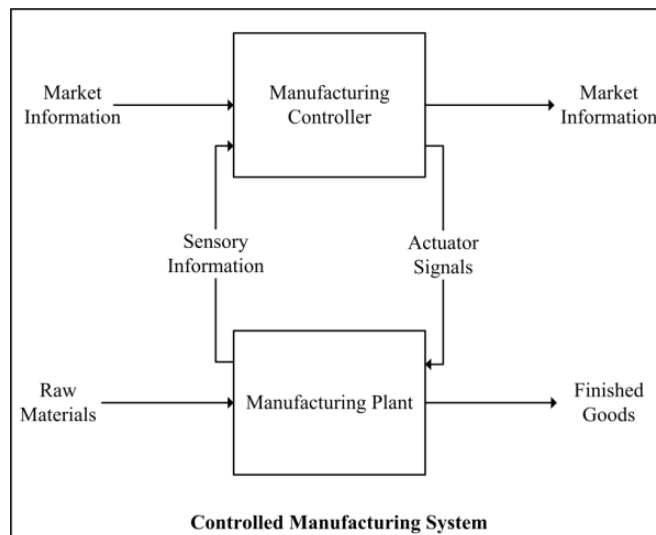 Market
Information
Manufacturing
Controller
Market
Information
Sensory
Information
Actuator
Signals
Raw
Materials
Manufacturing Plant
Finished
Goods
Controlled Manufacturing System